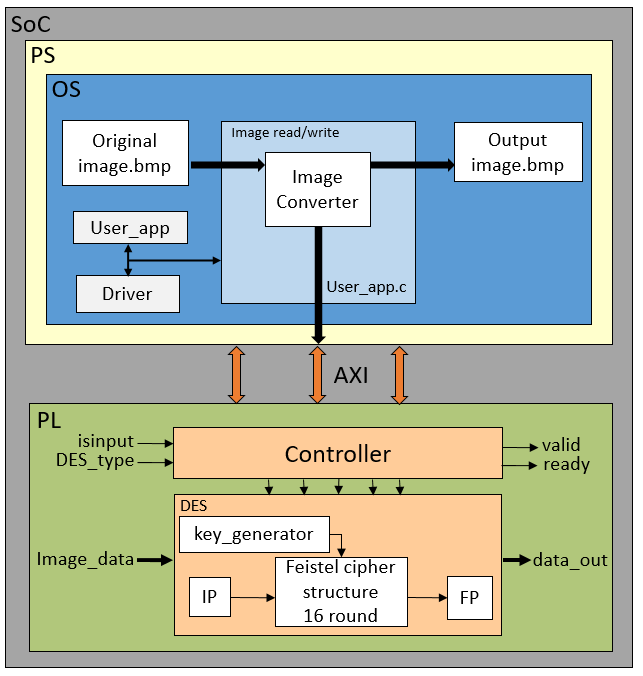 SoC
PS
OS
Original
image.bmp
Image read/write
Image
Converter
Output
image.bmp
User_app
Driver
User_app.c
AXI
PL
isinput
DES_type
Controller
valid
ready
DES
key_generator
Image_data
IP
Feistel cipher
structure
16 round
FP
data_out